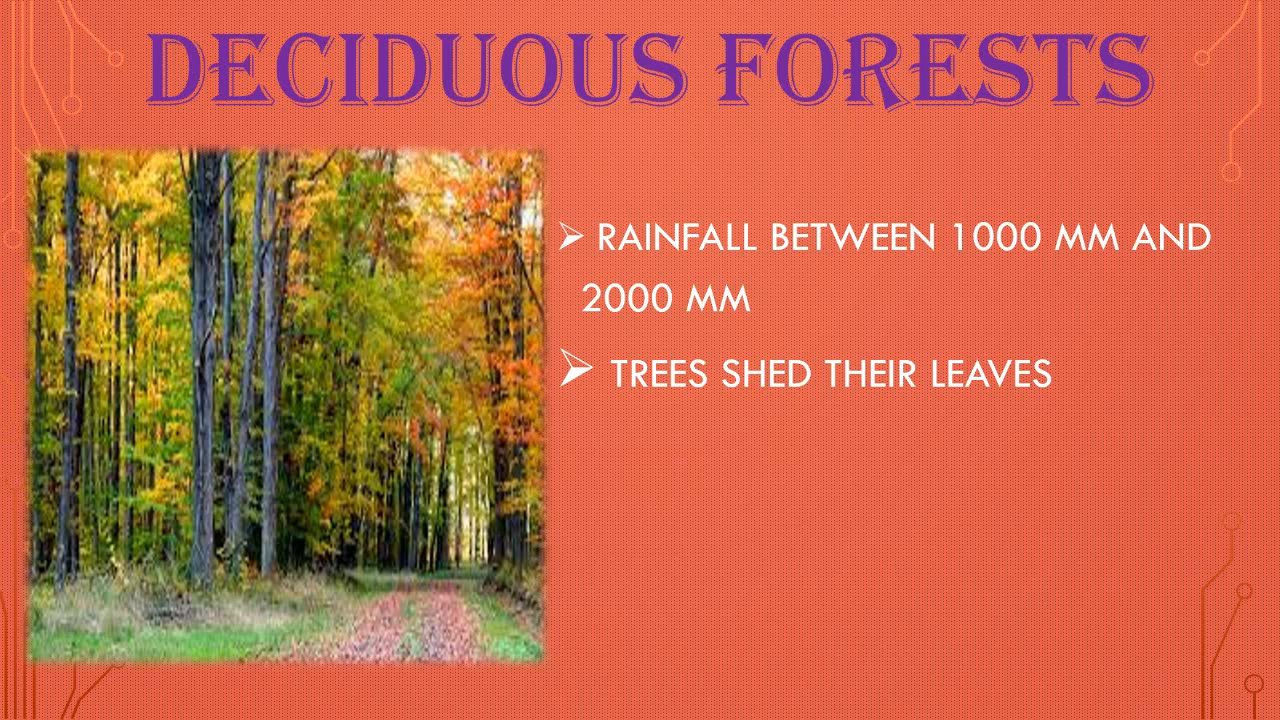 DECIDUOUS FORESTS
➢ RAINFALL BETWEEN 1000 MM AND
2000 MM
➢ TREES SHED THEIR LEAVES